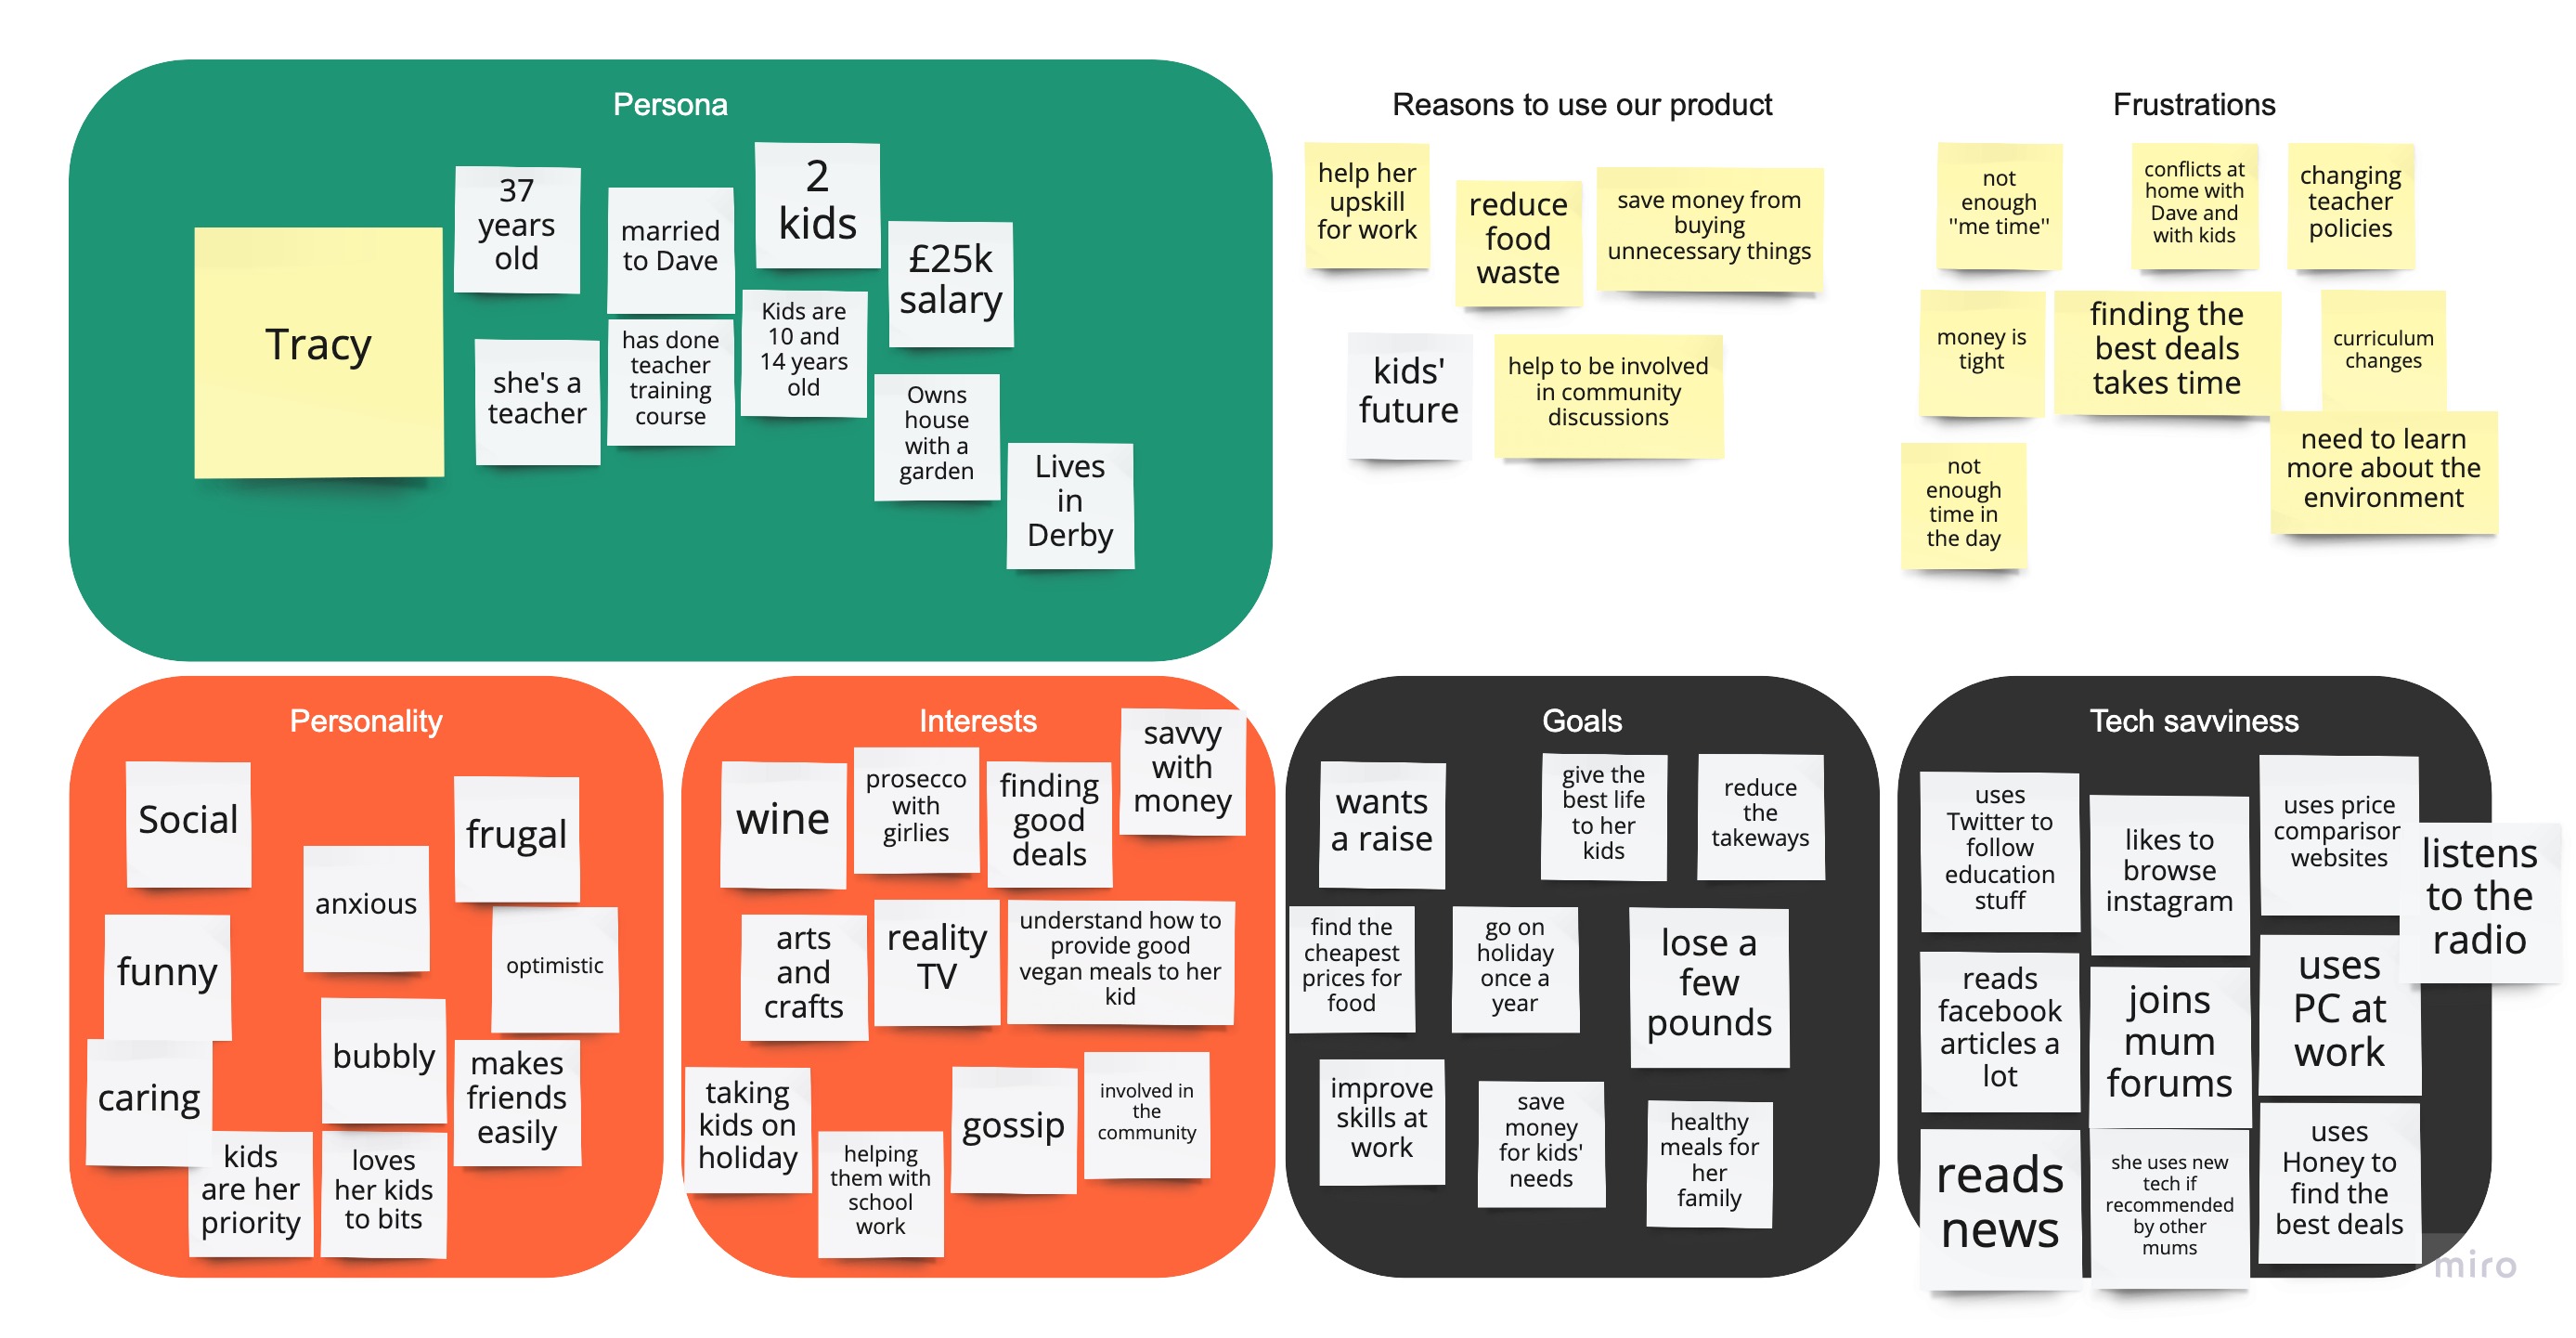 Persona
Tracy
37
years
old
married
to Dave
2
kids
£25k
salary
she's a
teacher
has done
teacher
training
course
Kids are
10 and
14 years
old
Owns
house
with a
garden
Lives
in
Derby
Reasons to use our product
help her
upskill
for work
reduce
food
waste
save money from
buying
unnecessary things
kids'
future
help to be involved
in community
discussions
Frustrations
not
enough
"me time"
conflicts at
home with
Dave and
with kids
changing
teacher
policies
money is
tight
finding the
best deals
takes time
curriculum
changes
not
enough
time in
the day
need to learn
more about the
environment
Personality
Social
frugal
anxious
funny
optimistic
bubbly
caring
makes
friends
easily
kids
are her
priority
loves
her kids
to bits
Interests
wine
prosecco
with
girlies
finding
good
deals
savvy
with
money
arts
and
crafts
reality
TV
understand how to
provide good
vegan meals to her
kid
taking
kids on
holiday
helping
them with
school
work
gossip
involved in
the
community
Goals
wants
a raise
give the
best life
to her
kids
reduce
the
takeways
find the
cheapest
prices for
food
go on
holiday
once a
year
lose a
few
pounds
improve
skills at
work
save
money
for kids'
needs
healthy
meals for
her
family
Tech savviness
uses
Twitter to
follow
education
stuff
likes to
browse
instagram
uses price
comparisor
websites
listens
to the
radio
reads
facebook
articles a
lot
joins
mum
forums
uses
PC at
work
reads
news
she uses new
tech if
recommended
by other
mums
uses
Honey to
find the
best deals
miro